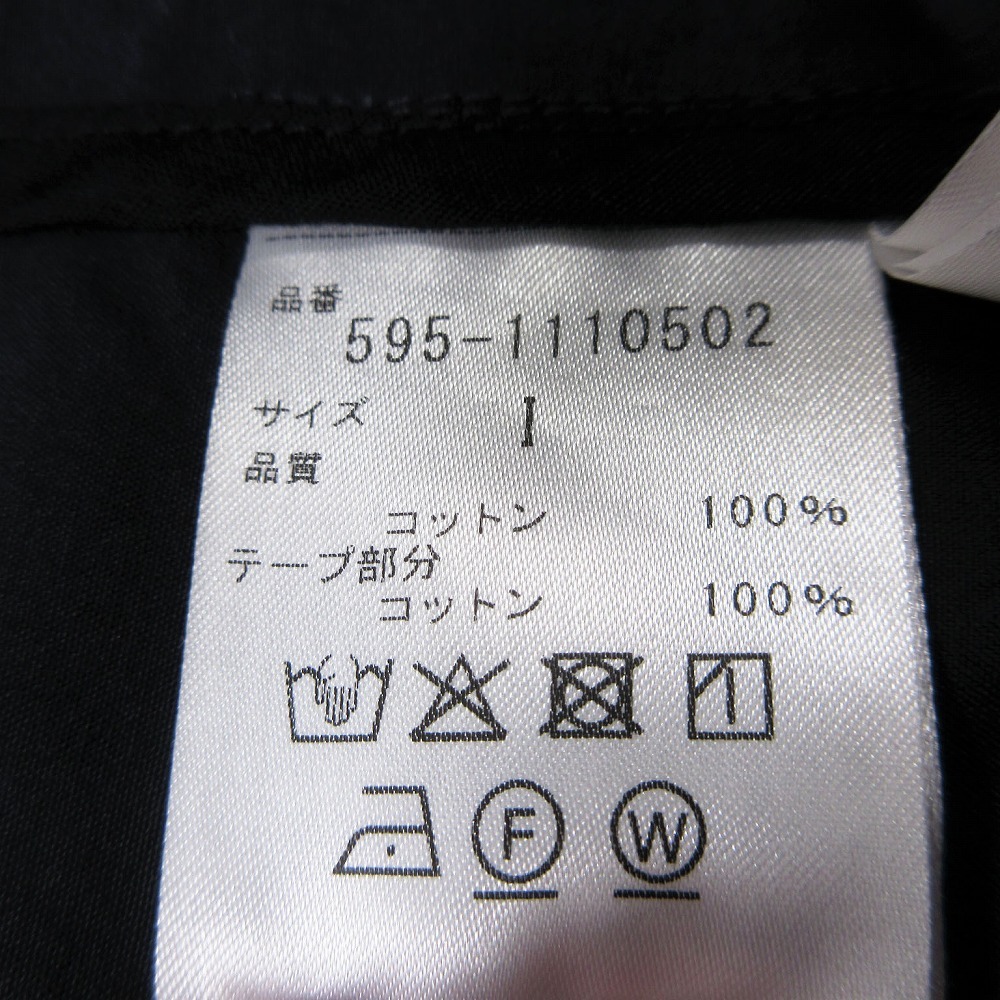 品番 595-1110502
サイズ I
品質
コットン 100%
テープ部分
コットン 100%
F W